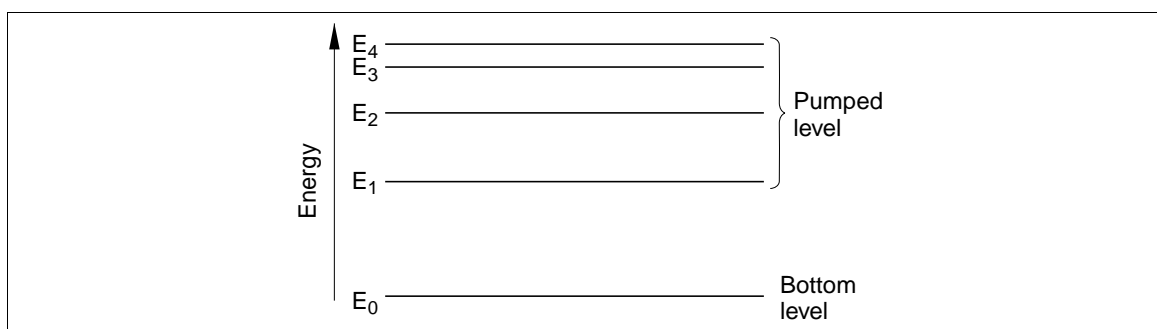 E₄
E₃
E₂
E₁
E₀
Energy
Pumped
level
Bottom
level